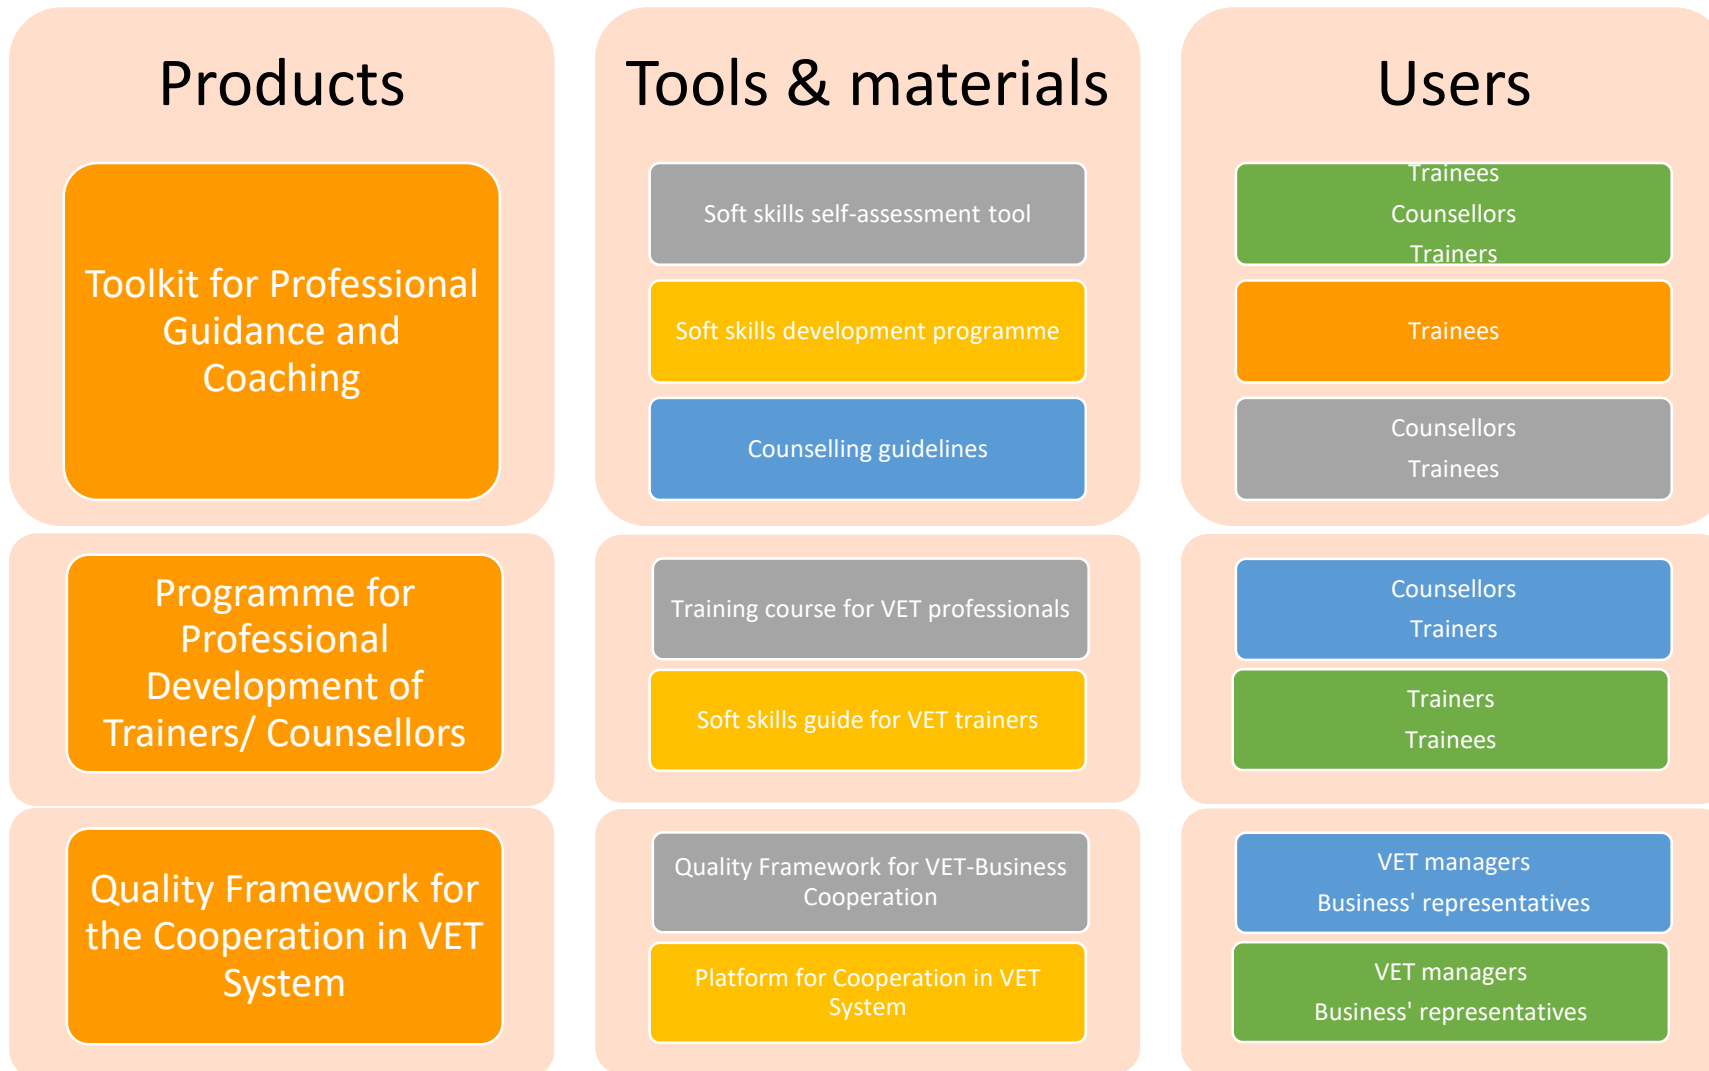 Products
Tools & materials
Users
Toolkit for Professional
Guidance and
Coaching
Soft skills self-assessment tool
Trainees
Counsellors
Trainers
Soft skills development programme
Trainees
Counselling guidelines
Counsellors
Trainees
Programme for
Professional
Development of
Trainers/ Counsellors
Training course for VET professionals
Counsellors
Trainers
Soft skills guide for VET trainers
Trainers
Trainees
Quality Framework for
the Cooperation in VET
System
Quality Framework for VET-Business
Cooperation
VET managers
Business' representatives
Platform for Cooperation in VET
System
VET managers
Business' representatives